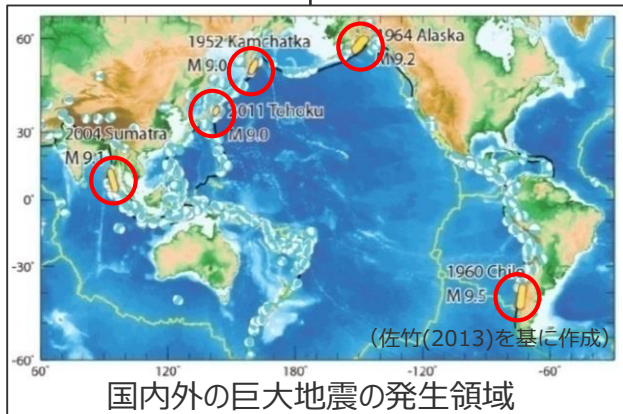 60°
1952 Kamchatka
M 9.0
1964 Alaska
M 9.2
2011 Tohoku
M 9.0
30°
2004 Sumatra
M 9.1
0°
-30°
1960 Chile
M 9.5
(佐竹(2013)を基に作成)
-60°
60°
120°
180°
-120°
-60°
国内外の巨大地震の発生領域